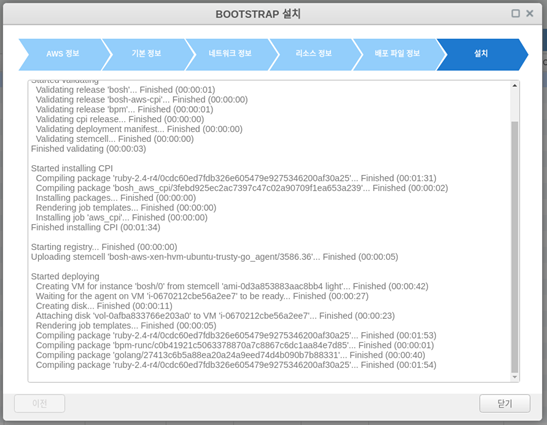 BOOTSTRAP 설치
AWS 정보
기본 정보
네트워크 정보
리소스 정보
배포 파일 정보
설치
Started validating
Validating release 'bosh'... Finished (00:00:01)
Validating release 'bosh-aws-cpi'... Finished (00:00:00)
Validating release 'bpm'... Finished (00:00:01)
Validating cpi release... Finished (00:00:00)
Validating deployment manifest... Finished (00:00:00)
Validating stemcell... Finished (00:00:00)
Finished validating (00:00:03)
Started installing CPI
Compiling package 'ruby-2.4-r4/0cdc60ed7fdb326e605479e9275346200af30a25'... Finished (00:01:31)
Compiling package 'bosh_aws_cpi/3febd925ec2ac7397c47c02a90709f1ea653a239'... Finished (00:00:02)
Installing packages... Finished (00:00:00)
Rendering job templates... Finished (00:00:00)
Installing job 'aws_cpi'... Finished (00:00:00)
Finished installing CPI (00:01:34)
Starting registry... Finished (00:00:00)
Uploading stemcell 'bosh-aws-xen-hvm-ubuntu-trusty-go_agent/3586.36'... Finished (00:00:05)
Started deploying
Creating VM for instance 'bosh/0' from stemcell 'ami-0d3a853883aac8bb4 light'... Finished (00:00:42)
Waiting for the agent on VM 'i-0670212cbe56a2ee7' to be ready... Finished (00:00:27)
Creating disk... Finished (00:00:11)
Attaching disk 'vol-0afba833766e203a0' to VM 'i-0670212cbe56a2ee7'... Finished (00:00:23)
Rendering job templates... Finished (00:00:05)
Compiling package 'ruby-2.4-r4/0cdc60ed7fdb326e605479e9275346200af30a25'... Finished (00:01:53)
Compiling package 'bpm-runc/c0b41921c5063378870a7c8867c6dc1aa84e7d85'... Finished (00:00:01)
Compiling package 'golang/27413c6b5a88ea20a24a9eed74d4b090b7b88331'... Finished (00:00:40)
Compiling package 'ruby-2.4-r4/0cdc60ed7fdb326e605479e9275346200af30a25'... Finished (00:01:54)
이전
닫기